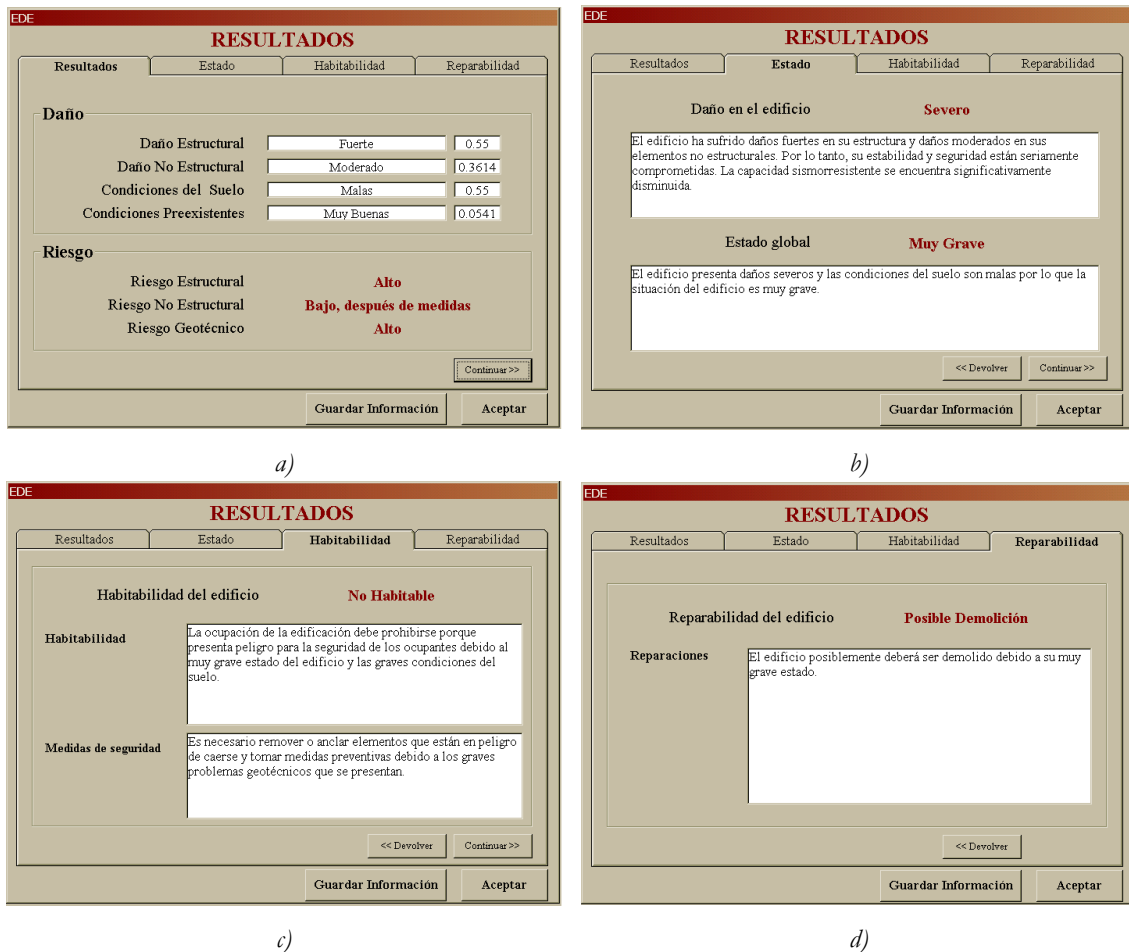 EDE
RESULTADOS
Resultados Estado Habitabilidad Reparabilidad
Daño
Daño Estructural Fuerte 0.55
Daño No Estructural Moderado 0.3614
Condiciones del Suelo Malas 0.55
Condiciones Preexistentes Muy Buenas 0.0541
Riesgo
Riesgo Estructural Alto
Riesgo No Estructural Bajo, después de medidas
Riesgo Geotécnico Alto
Continuar >>
Guardar Información Aceptar
a)
EDE
RESULTADOS
Resultados Estado Habitabilidad Reparabilidad
Daño en el edificio Severo
El edificio ha sufrido daños fuertes en su estructura y daños moderados en sus
elementos no estructurales. Por lo tanto, su estabilidad y seguridad están seriamente
comprometidas. La capacidad sismorresistente se encuentra significativamente
disminuida.
Estado global Muy Grave
El edificio presenta daños severos y las condiciones del suelo son malas por lo que la
situación del edificio es muy grave.
<< Devolver Continuar >>
Guardar Información Aceptar
b)
EDE
RESULTADOS
Resultados Estado Habitabilidad Reparabilidad
Habitabilidad del edificio No Habitable
Habitabilidad
La ocupación de la edificación debe prohibirse porque
presenta peligro para la seguridad de los ocupantes debido al
muy grave estado del edificio y las graves condiciones del
suelo.
Medidas de seguridad
Es necesario remover o anclar elementos que están en peligro
de caerse y tomar medidas preventivas debido a los graves
problemas geotécnicos que se presentan.
<< Devolver Continuar >>
Guardar Información Aceptar
c)
EDE
RESULTADOS
Resultados Estado Habitabilidad Reparabilidad
Reparabilidad del edificio Posible Demolición
Reparaciones
El edificio posiblemente deberá ser demolido debido a su muy
grave estado.
<< Devolver
Guardar Información Aceptar
d)